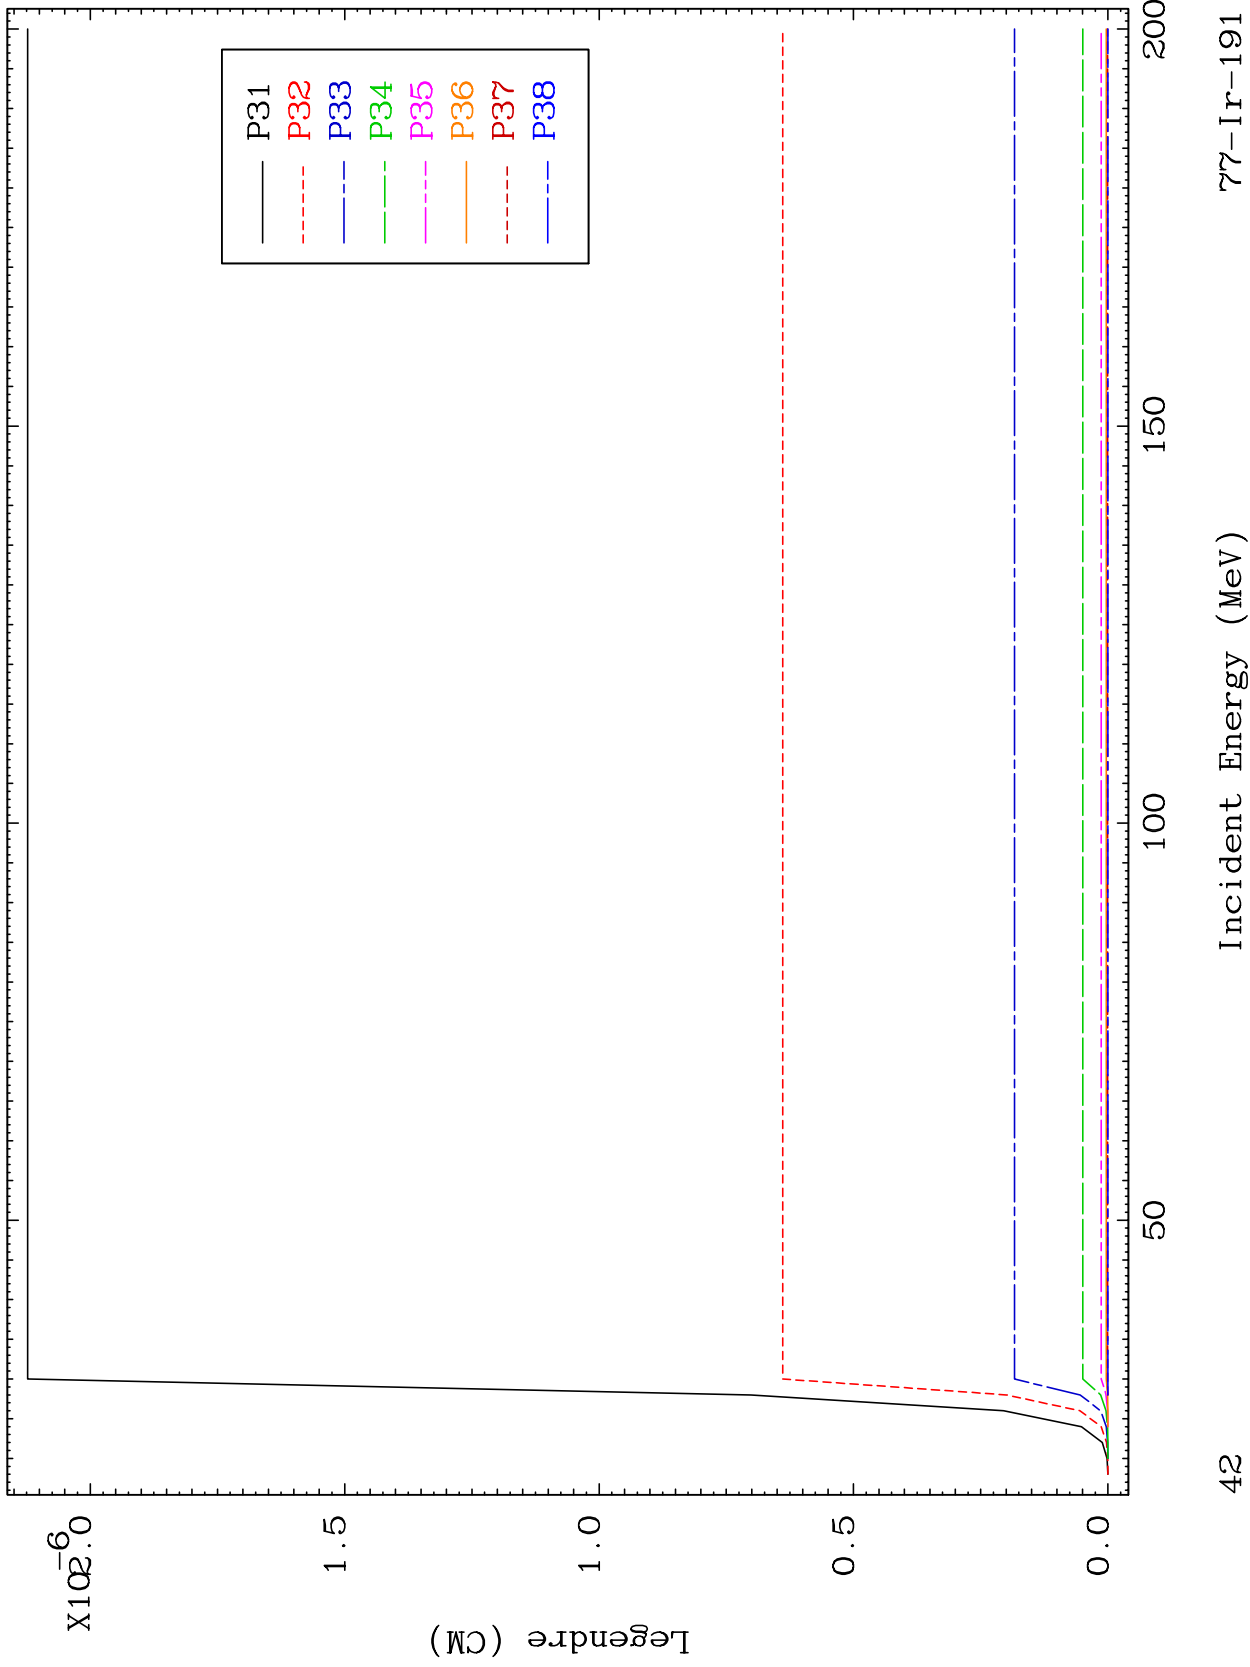 X10-6
2.0
1.5
1.0
0.5
0.0
Legendre (CM)
P31
P32
P33
P34
P35
P36
P37
P38
50
100
150
200
42
Incident Energy (MeV)
77-Ir-191